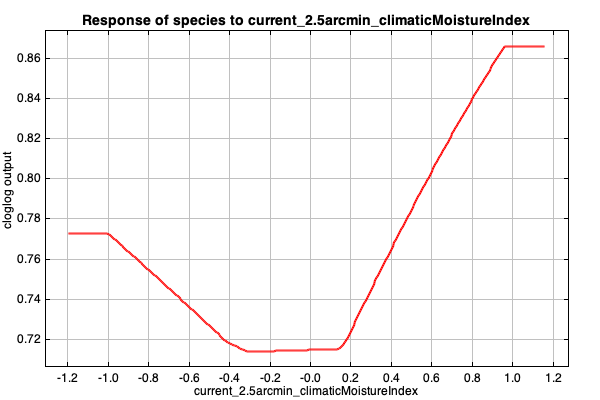 Response of species to current_2.5arcmin_climaticMoistureIndex
cloglog output
0.86
0.84
0.82
0.80
0.78
0.76
0.74
0.72
-1.2 -1.0 -0.8 -0.6 -0.4 -0.2 -0.0 0.2 0.4 0.6 0.8 1.0 1.2
current_2.5arcmin_climaticMoistureIndex